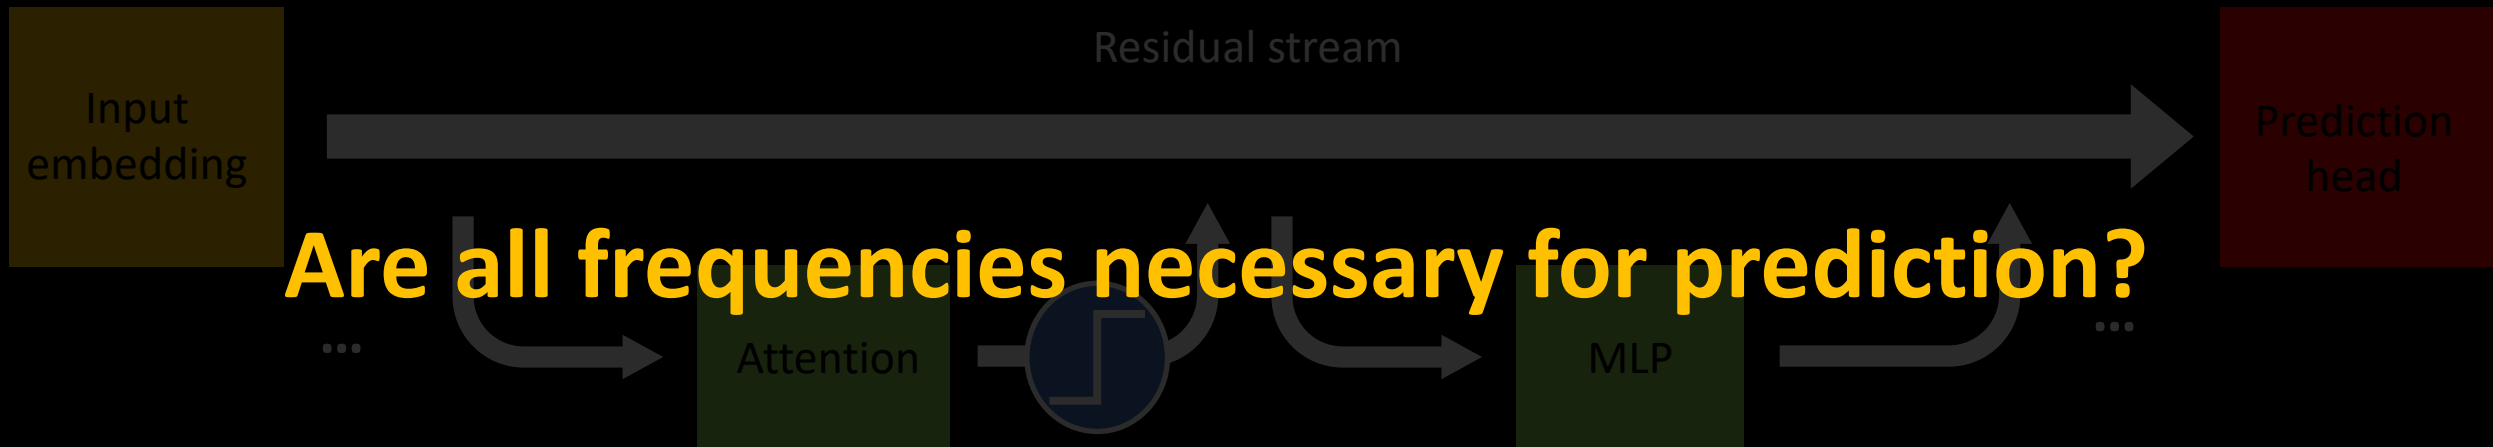 Residual stream
Input
embedding
Prediction
head
Are all frequencies necessary for prediction?
...
...
Attention
MLP